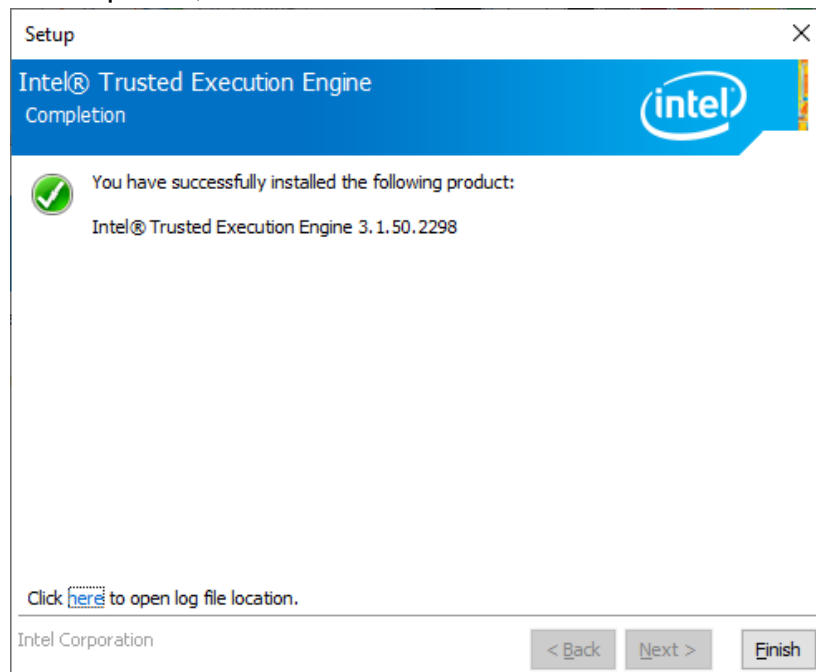 Setup
Intel® Trusted Execution Engine
Completion
intel
You have successfully installed the following product:
Intel® Trusted Execution Engine 3.1.50.2298
Click here to open log file location.
Intel Corporation
< Back
Next >
Finish